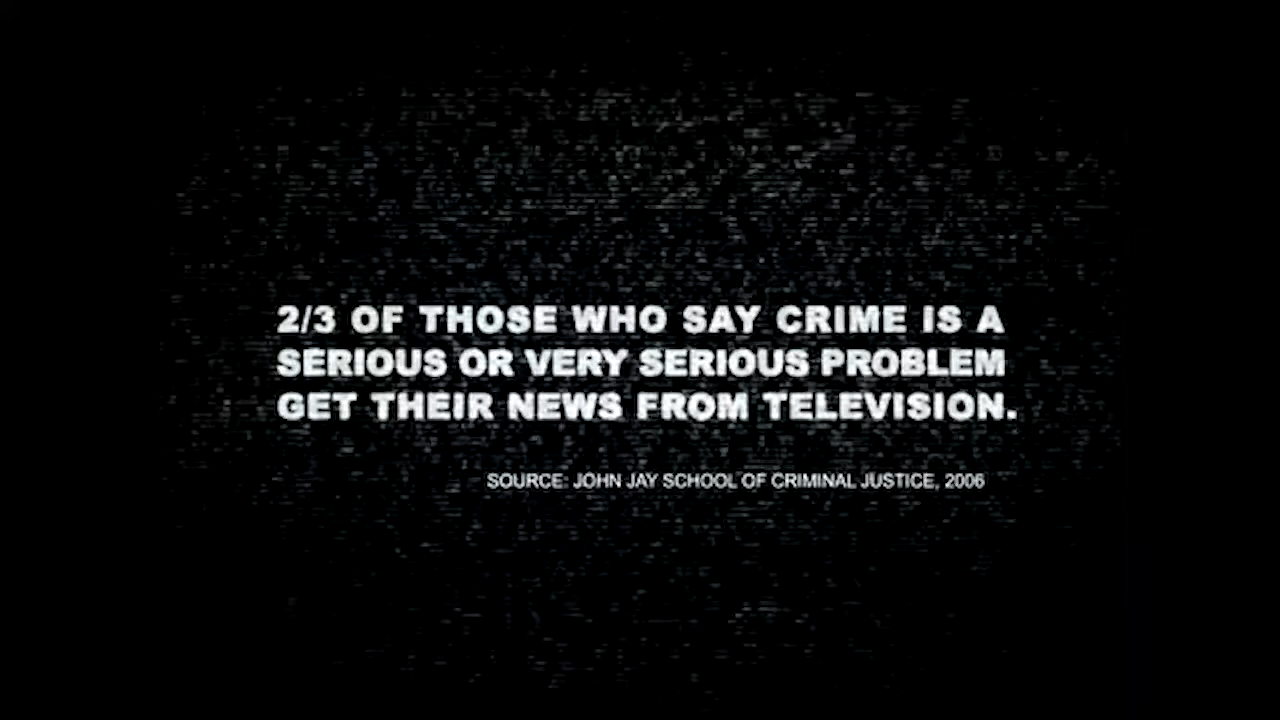 2/3 OF THOSE WHO SAY CRIME IS A
SERIOUS OR VERY SERIOUS PROBLEM
GET THEIR NEWS FROM TELEVISION.
SOURCE: JOHN JAY SCHOOL OF CRIMINAL JUSTICE, 2006